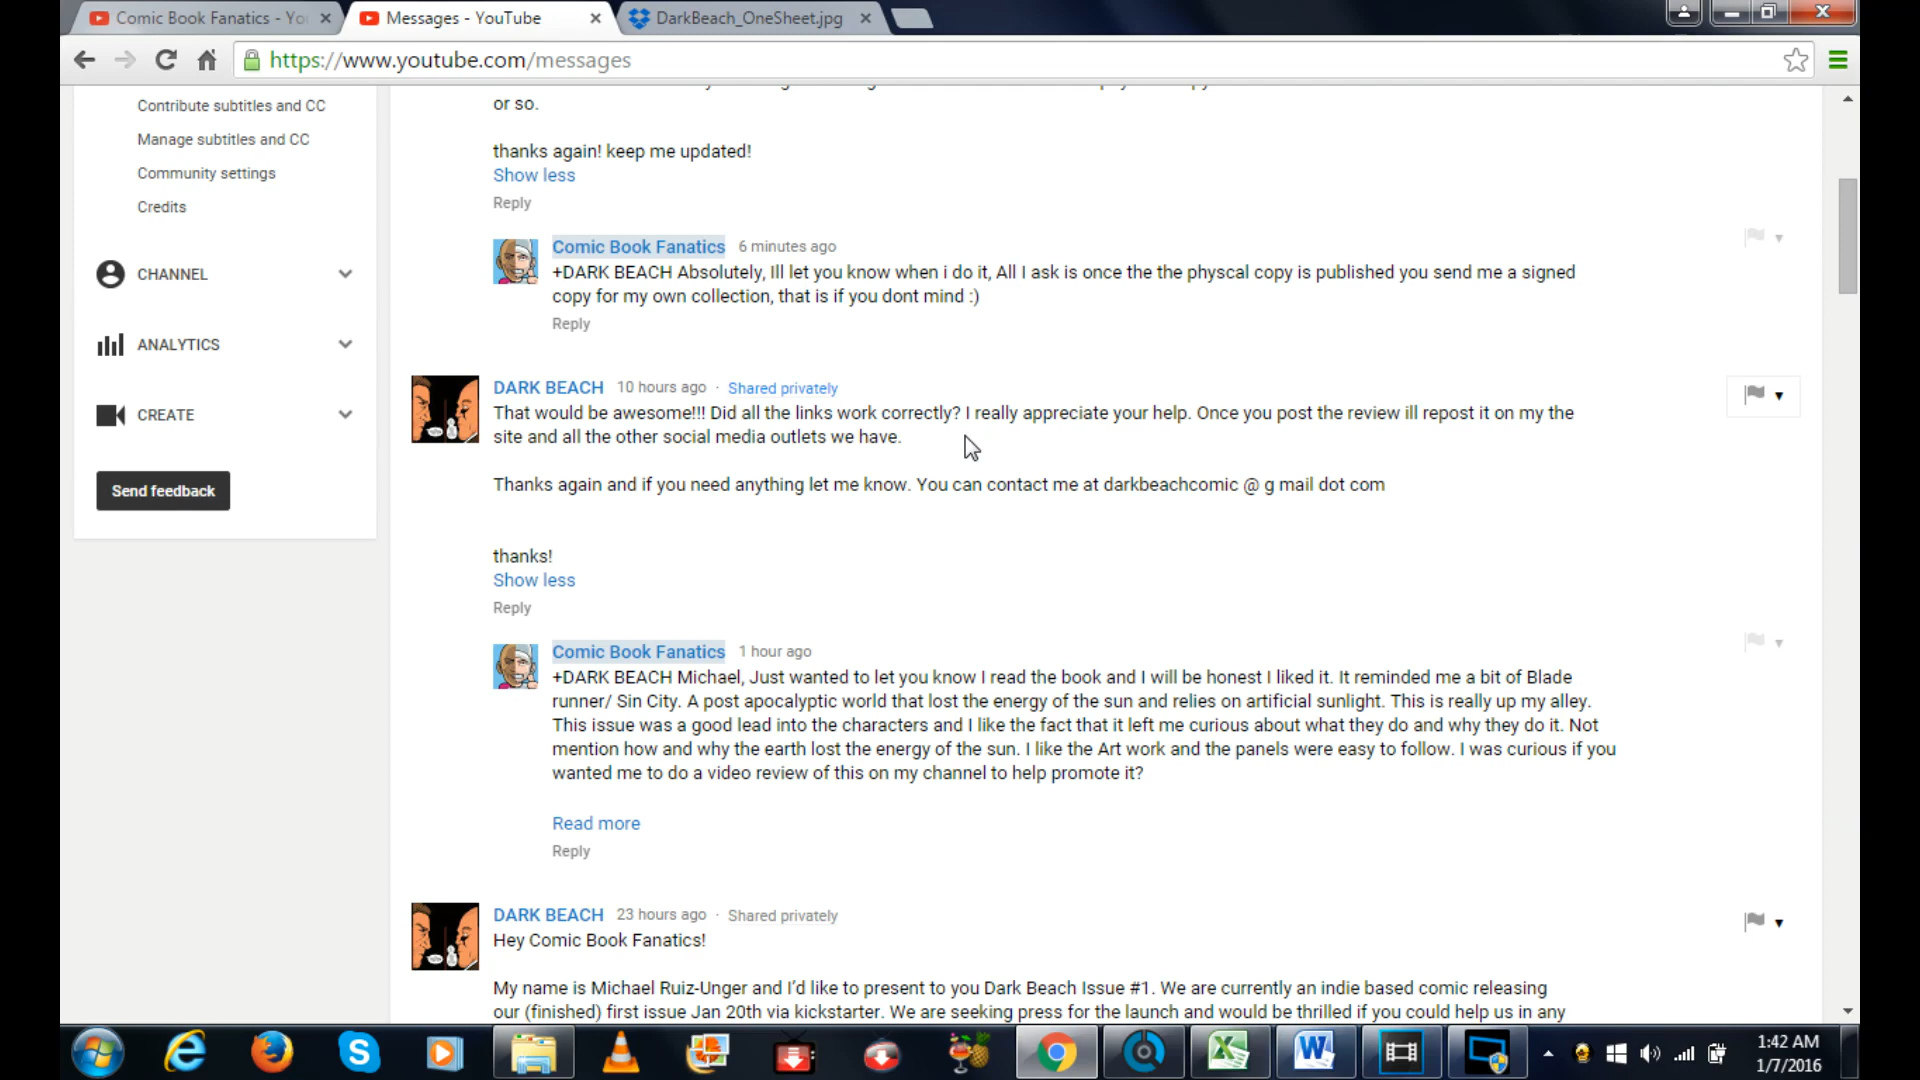 Comic Book Fanatics - Yo
Messages - YouTube
DarkBeach_OneSheet.jpg
https://www.youtube.com/messages
Contribute subtitles and CC
Manage subtitles and CC
Community settings
Credits
CHANNEL
ANALYTICS
CREATE
Send feedback
or so.
thanks again! keep me updated!
Show less
Reply
Comic Book Fanatics 6 minutes ago
+DARK BEACH Absolutely, Ill let you know when i do it, All I ask is once the the physcal copy is published you send me a signed
copy for my own collection, that is if you dont mind :)
Reply
DARK BEACH 10 hours ago · Shared privately
That would be awesome!!! Did all the links work correctly? I really appreciate your help. Once you post the review ill repost it on my the
site and all the other social media outlets we have.
Thanks again and if you need anything let me know. You can contact me at darkbeachcomic @ g mail dot com
thanks!
Show less
Reply
Comic Book Fanatics 1 hour ago
+DARK BEACH Michael, Just wanted to let you know I read the book and I will be honest I liked it. It reminded me a bit of Blade
runner/ Sin City. A post apocalyptic world that lost the energy of the sun and relies on artificial sunlight. This is really up my alley.
This issue was a good lead into the characters and I like the fact that it left me curious about what they do and why they do it. Not
mention how and why the earth lost the energy of the sun. I like the Art work and the panels were easy to follow. I was curious if you
wanted me to do a video review of this on my channel to help promote it?
Read more
Reply
DARK BEACH 23 hours ago · Shared privately
Hey Comic Book Fanatics!
My name is Michael Ruiz-Unger and I'd like to present to you Dark Beach Issue #1. We are currently an indie based comic releasing
our (finished) first issue Jan 20th via kickstarter. We are seeking press for the launch and would be thrilled if you could help us in any
1:42 AM
1/7/2016